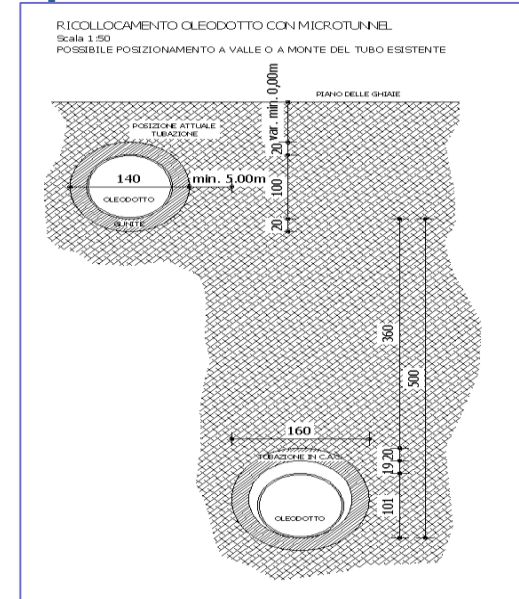 RICOLLOCAMENTO OLEODOTTO CON MICROTUNNEL
Scala 1:50
POSSIBILE POSIZIONAMENTO A VALLE O A MONTE DEL TUBO ESISTENTE
PIANO DELLE GHIAIE
var. min. 0,00m
POSIZIONE ATTUALE
TUBAZIONE
20
140
min. 5.00m
100
OLEODOTTO
GUNITE
20
360
500
160
TUBAZIONE IN C.A.
20
19
101
OLEODOTTO